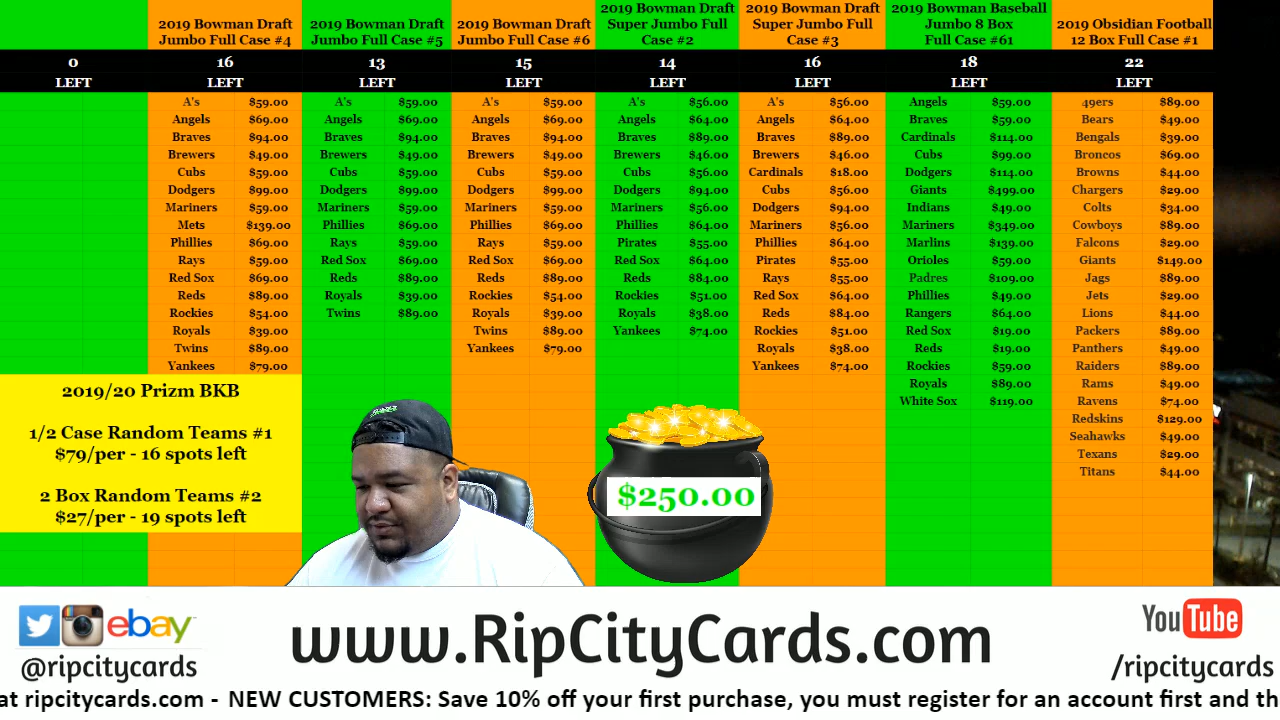 2019 Bowman Draft
Jumbo Full Case #4
2019 Bowman Draft
Jumbo Full Case #5
2019 Bowman Draft
Jumbo Full Case #6
2019 Bowman Draft
Super Jumbo Full
Case #2
2019 Bowman Draft
Super Jumbo Full
Case #3
2019 Bowman Baseball
Jumbo 8 Box
Full Case #61
2019 Obsidian Football
12 Box Full Case #1
0 16 13 15 14 16 18 22
LEFT LEFT LEFT LEFT LEFT LEFT LEFT LEFT
A's $59.00 A's $59.00 A's $59.00 A's $56.00 A's $56.00 Angels $59.00 49ers $89.00
Angels $69.00 Angels $69.00 Angels $69.00 Angels $64.00 Angels $64.00 Braves $59.00 Bears $49.00
Braves $94.00 Braves $94.00 Braves $94.00 Braves $89.00 Braves $89.00 Cardinals $114.00 Bengals $39.00
Brewers $49.00 Brewers $49.00 Brewers $49.00 Brewers $46.00 Brewers $46.00 Cubs $99.00 Broncos $69.00
Cubs $59.00 Cubs $59.00 Cubs $59.00 Cubs $56.00 Cardinals $18.00 Dodgers $114.00 Browns $44.00
Dodgers $99.00 Dodgers $99.00 Dodgers $99.00 Dodgers $94.00 Cubs $56.00 Giants $499.00 Chargers $29.00
Mariners $59.00 Mariners $59.00 Mariners $59.00 Mariners $56.00 Dodgers $94.00 Indians $49.00 Colts $34.00
Mets $139.00 Phillies $69.00 Phillies $69.00 Phillies $64.00 Mariners $56.00 Mariners $349.00 Cowboys $89.00
Phillies $69.00 Rays $59.00 Rays $59.00 Pirates $55.00 Phillies $64.00 Marlins $139.00 Falcons $29.00
Rays $59.00 Red Sox $69.00 Red Sox $69.00 Red Sox $64.00 Pirates $55.00 Orioles $59.00 Giants $149.00
Red Sox $69.00 Reds $89.00 Reds $89.00 Reds $84.00 Rays $55.00 Padres $109.00 Jags $89.00
Reds $89.00 Royals $39.00 Rockies $54.00 Rockies $51.00 Red Sox $64.00 Phillies $49.00 Jets $29.00
Rockies $54.00 Twins $89.00 Royals $39.00 Royals $38.00 Reds $84.00 Rangers $64.00 Lions $44.00
Royals $39.00 Twins $89.00 Yankees $74.00 Rockies $51.00 Red Sox $19.00 Packers $89.00
Twins $89.00 Yankees $79.00 Royals $38.00 Reds $19.00 Panthers $49.00
Yankees $79.00 Yankees $74.00 Rockies $59.00 Raiders $89.00
Royals $89.00 Rams $49.00
White Sox $119.00 Ravens $74.00
Redskins $129.00
Seahawks $49.00
Texans $29.00
Titans $44.00
2019/20 Prizm BKB
1/2 Case Random Teams #1
$79/per - 16 spots left
2 Box Random Teams #2
$27/per - 19 spots left
$250.00
ebay
@ripcitycards
www.RipCityCards.com
YouTube
/ripcitycards
at ripcitycards.com - NEW CUSTOMERS: Save 10% off your first purchase, you must register for an account first and th